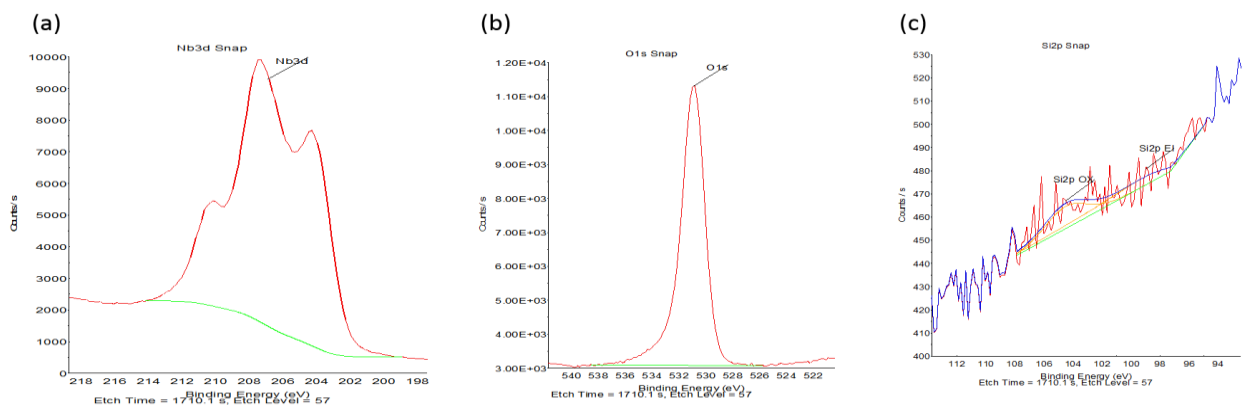 (a)
Nb3d Snap
Nb3d
Counts / s
10000
9000
8000
7000
6000
5000
4000
3000
2000
1000
0
218 216 214 212 210 208 206 204 202 200 198
Binding Energy (eV)
Etch Time = 1710.1 s, Etch Level = 57
(b)
O1s Snap
O1s
Counts / s
1.20E+04
1.10E+04
1.00E+04
9.00E+03
8.00E+03
7.00E+03
6.00E+03
5.00E+03
4.00E+03
3.00E+03
540 538 536 534 532 530 528 526 524 522
Binding Energy (eV)
Etch Time = 1710.1 s, Etch Level = 57
(c)
Si2p Snap
Si2p El
Si2p OX
Counts / s
530
520
510
500
490
480
470
460
450
440
430
420
410
400
112 110 108 106 104 102 100 98 96 94
Binding Energy (eV)
Etch Time = 1710.1 s, Etch Level = 57